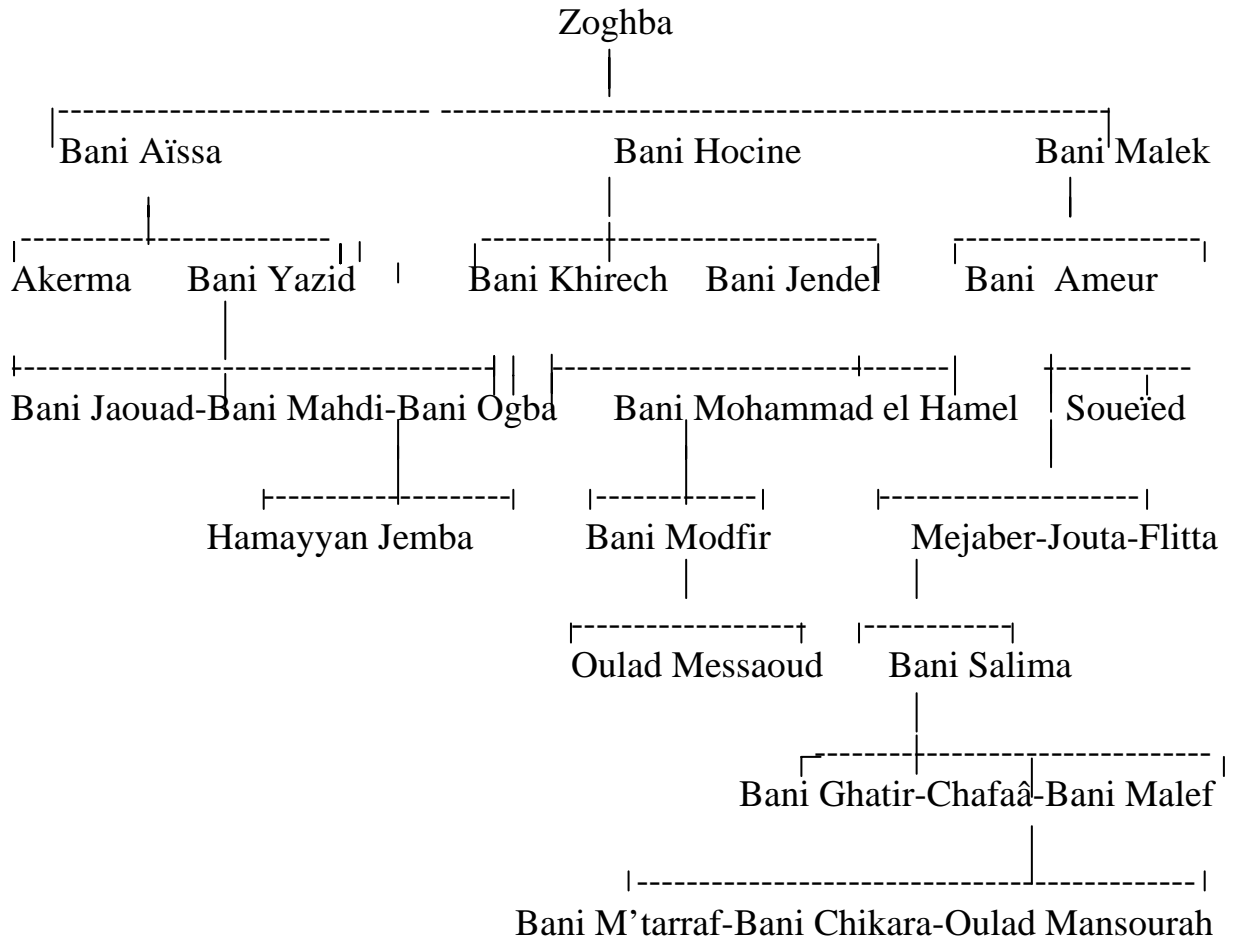 Zoghba
Bani Aïssa Bani Hocine Bani Malek
Akerma Bani Yazid Bani Khirech Bani Jendel Bani Ameur
Bani Jaouad-Bani Mahdi-Bani Ogba Bani Mohammad el Hamel Soueïed
Hamayyan Jemba Bani Modfir Mejaber-Jouta-Flitta
Oulad Messaoud Bani Salima
Bani Ghatir-Chafaâ-Bani Malef
Bani M’tarraf-Bani Chikara-Oulad Mansourah